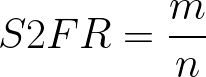 S2FR = m/n